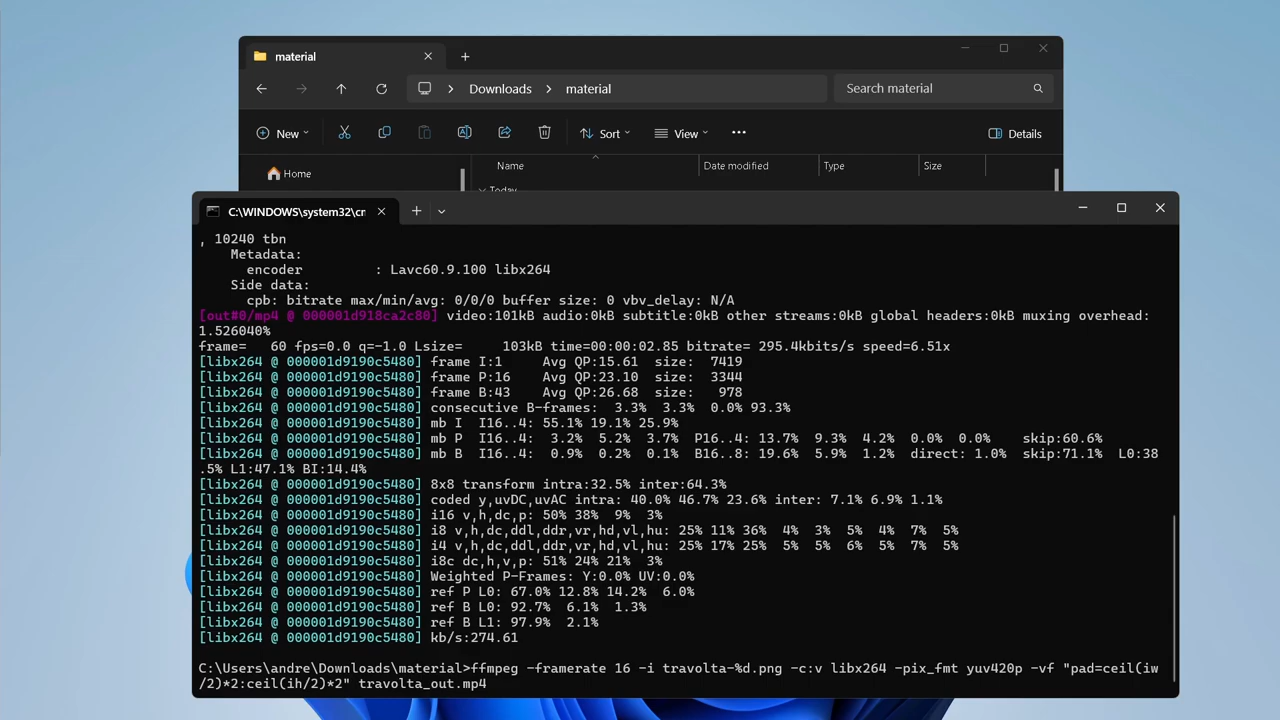 material
Downloads
material
Search material
New
Sort
View
Details
Name
Date modified
Type
Size
Home
Today
C:\WINDOWS\system32\cm
, 10240 tbn
Metadata:
encoder : Lavc60.9.100 libx264
Side data:
cpb: bitrate max/min/avg: 0/0/0 buffer size: 0 vbv_delay: N/A
[out#0/mp4 @ 000001d918ca2c80] video:101kB audio:0kB subtitle:0kB other streams:0kB global headers:0kB muxing overhead:
1.526040%
frame= 60 fps=0.0 q=-1.0 Lsize= 103kB time=00:00:02.85 bitrate= 295.4kbits/s speed=6.51x
[libx264 @ 000001d9190c5480] frame I:1 Avg QP:15.61 size: 7419
[libx264 @ 000001d9190c5480] frame P:16 Avg QP:23.10 size: 3344
[libx264 @ 000001d9190c5480] frame B:43 Avg QP:26.68 size: 978
[libx264 @ 000001d9190c5480] consecutive B-frames: 3.3% 3.3% 0.0% 93.3%
[libx264 @ 000001d9190c5480] mb I I16..4: 55.1% 19.1% 25.9%
[libx264 @ 000001d9190c5480] mb P I16..4: 3.2% 5.2% 3.7% P16..4: 13.7% 9.3% 4.2% 0.0% 0.0% skip:60.6%
[libx264 @ 000001d9190c5480] mb B I16..4: 0.9% 0.2% 0.1% B16..8: 19.6% 5.9% 1.2% direct: 1.0% skip:71.1% L0:38
.5% L1:47.1% BI:14.4%
[libx264 @ 000001d9190c5480] 8x8 transform intra:32.5% inter:64.3%
[libx264 @ 000001d9190c5480] coded y,uvDC,uvAC intra: 40.0% 46.7% 23.6% inter: 7.1% 6.9% 1.1%
[libx264 @ 000001d9190c5480] i16 v,h,dc,p: 50% 38% 9% 3%
[libx264 @ 000001d9190c5480] i8 v,h,dc,ddl,ddr,vr,hd,vl,hu: 25% 11% 36% 4% 3% 5% 4% 7% 5%
[libx264 @ 000001d9190c5480] i4 v,h,dc,ddl,ddr,vr,hd,vl,hu: 25% 17% 25% 5% 5% 6% 5% 7% 5%
[libx264 @ 000001d9190c5480] i8c dc,h,v,p: 51% 24% 21% 3%
[libx264 @ 000001d9190c5480] Weighted P-Frames: Y:0.0% UV:0.0%
[libx264 @ 000001d9190c5480] ref P L0: 67.0% 12.8% 14.2% 6.0%
[libx264 @ 000001d9190c5480] ref B L0: 92.7% 6.1% 1.3%
[libx264 @ 000001d9190c5480] ref B L1: 97.9% 2.1%
[libx264 @ 000001d9190c5480] kb/s:274.61
C:\Users\andre\Downloads\material>ffmpeg -framerate 16 -i travolta-%d.png -c:v libx264 -pix_fmt yuv420p -vf "pad=ceil(iw
/2)*2:ceil(ih/2)*2" travolta_out.mp4